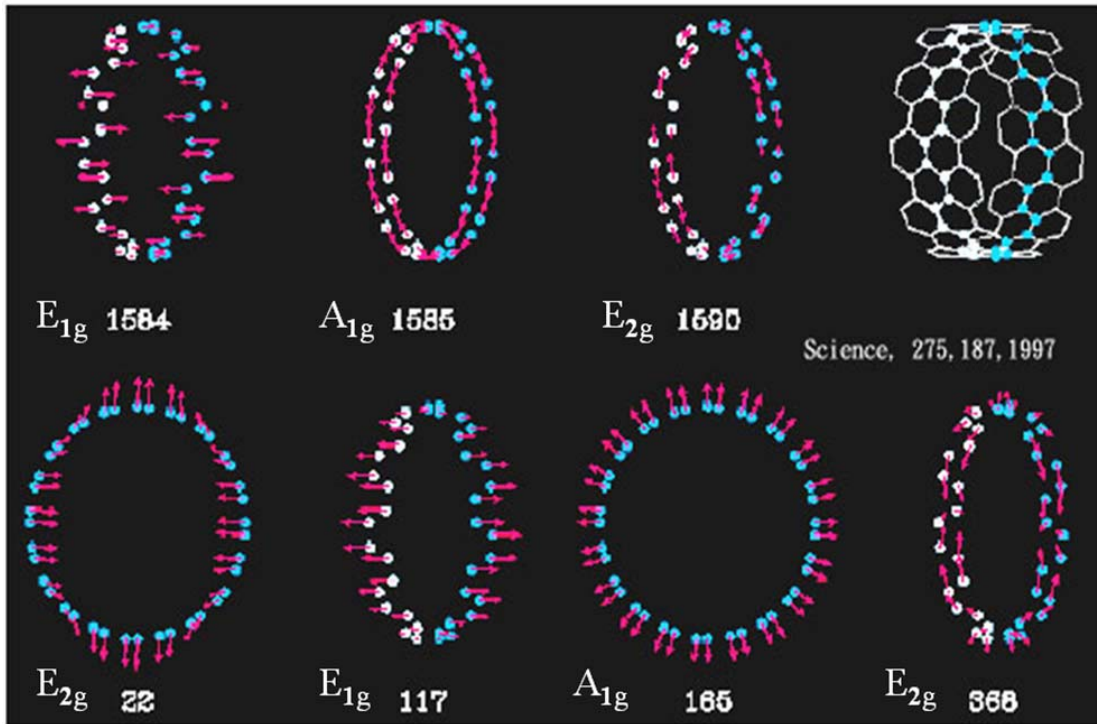 E1g 1584
A1g 1585
E2g 1590
Science, 275,187,1997
E2g 22
E1g 117
A1g 165
E2g 368